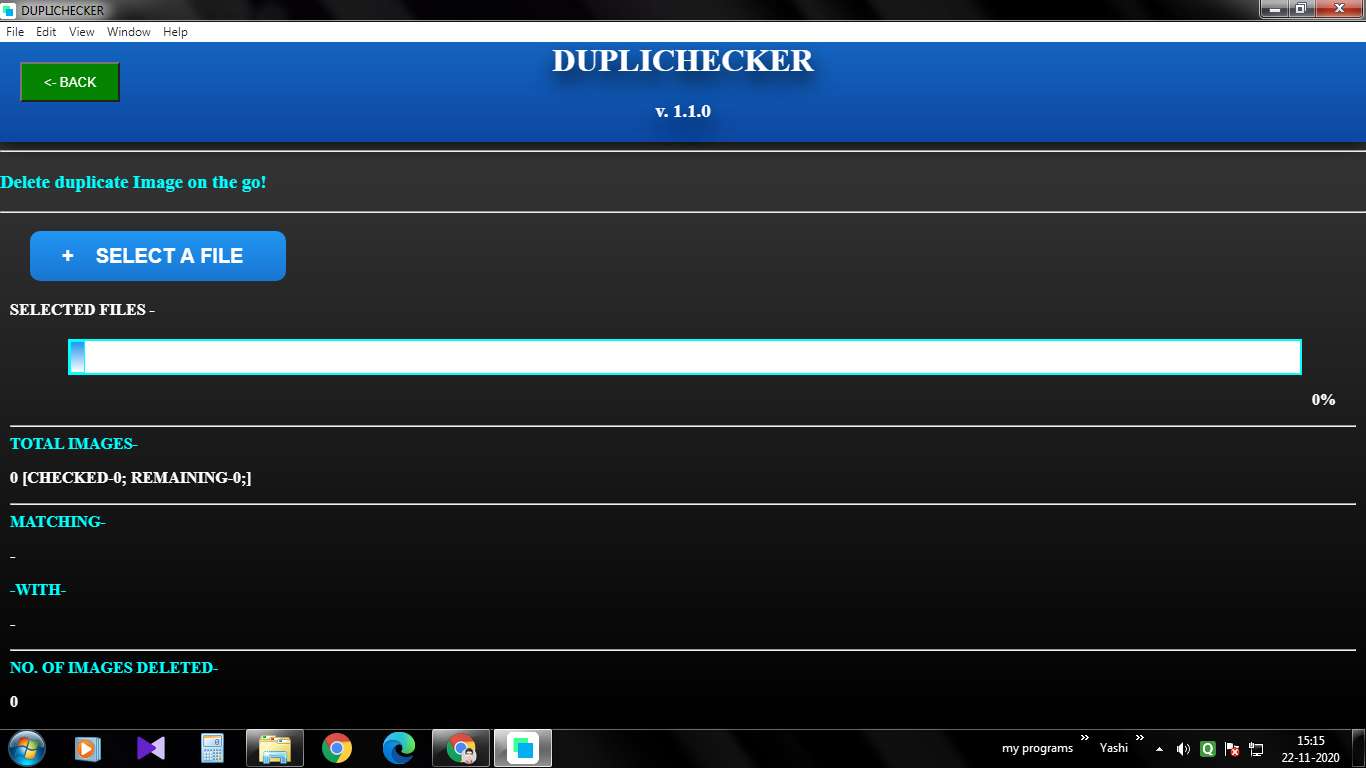 DUPLICHECKER
File Edit View Window Help
<- BACK
DUPLICHECKER
v. 1.1.0
Delete duplicate Image on the go!
+ SELECT A FILE
SELECTED FILES -
0%
TOTAL IMAGES-
0 [CHECKED-0; REMAINING-0;]
MATCHING-
-
-WITH-
-
NO. OF IMAGES DELETED-
0
my programs » Yashi »
15:15
22-11-2020